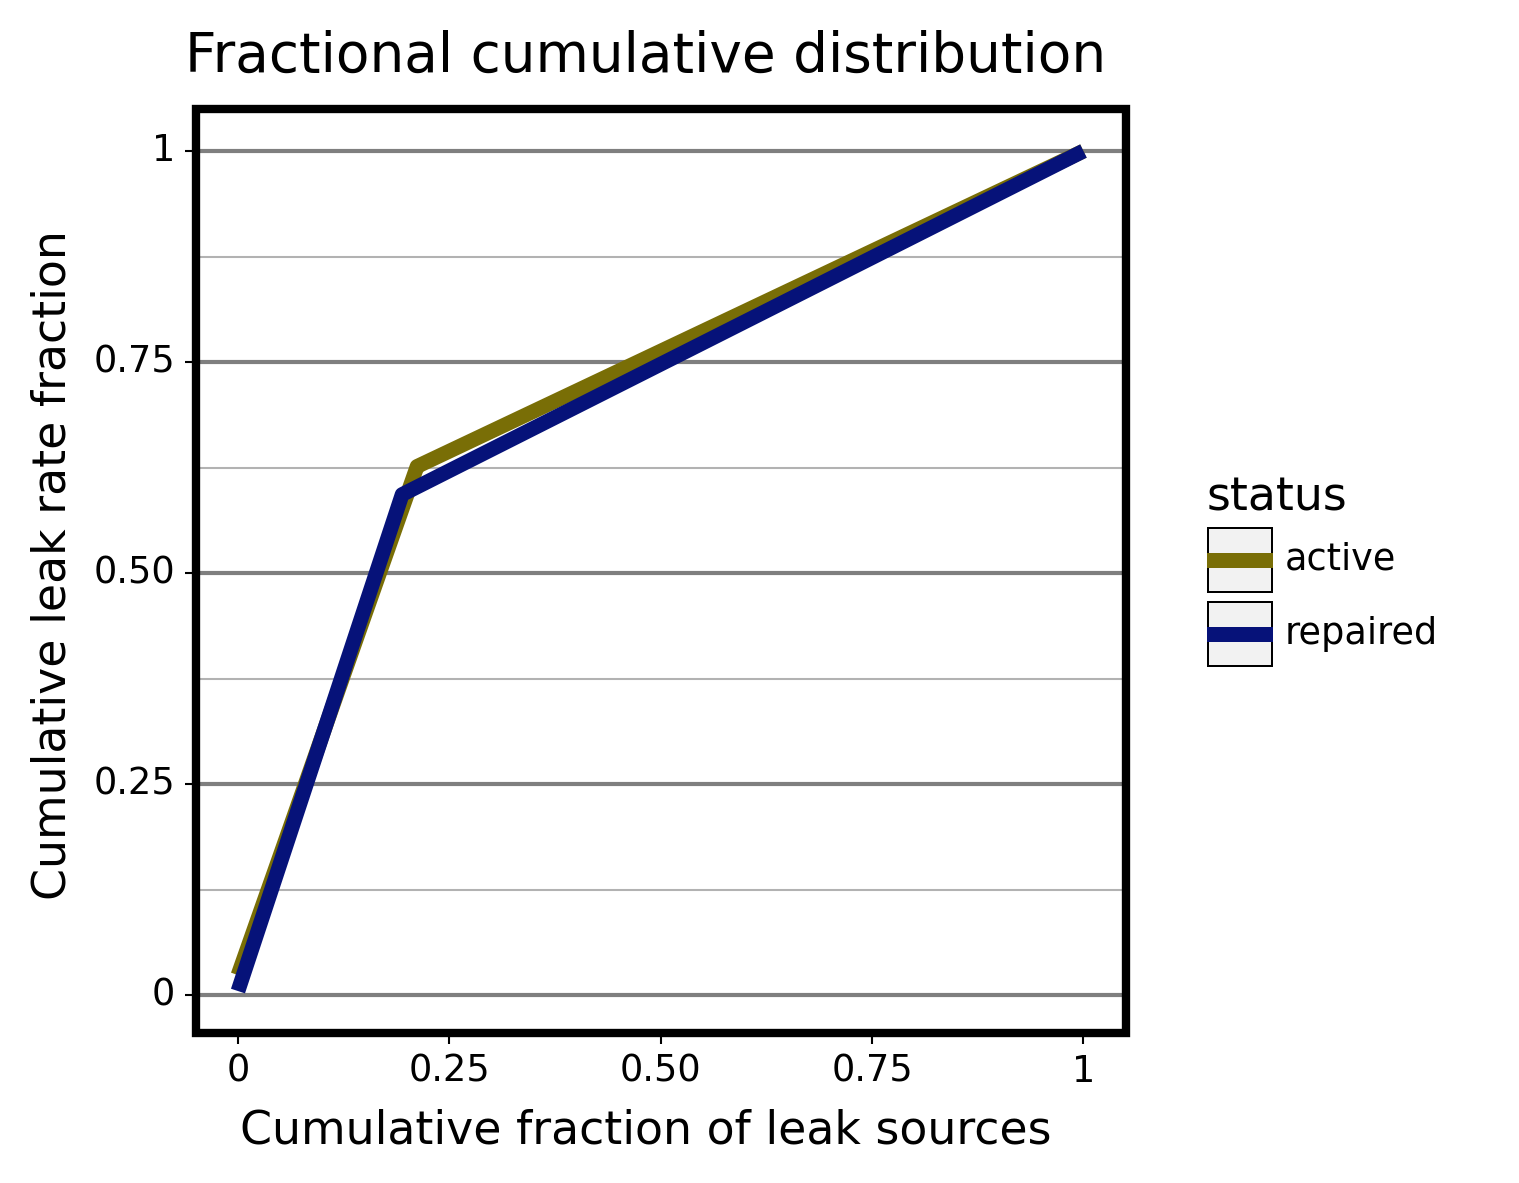 Fractional cumulative distribution
Cumulative leak rate fraction
1
0.75
0.50
0.25
0
0 0.25 0.50 0.75 1
Cumulative fraction of leak sources
status
active
repaired